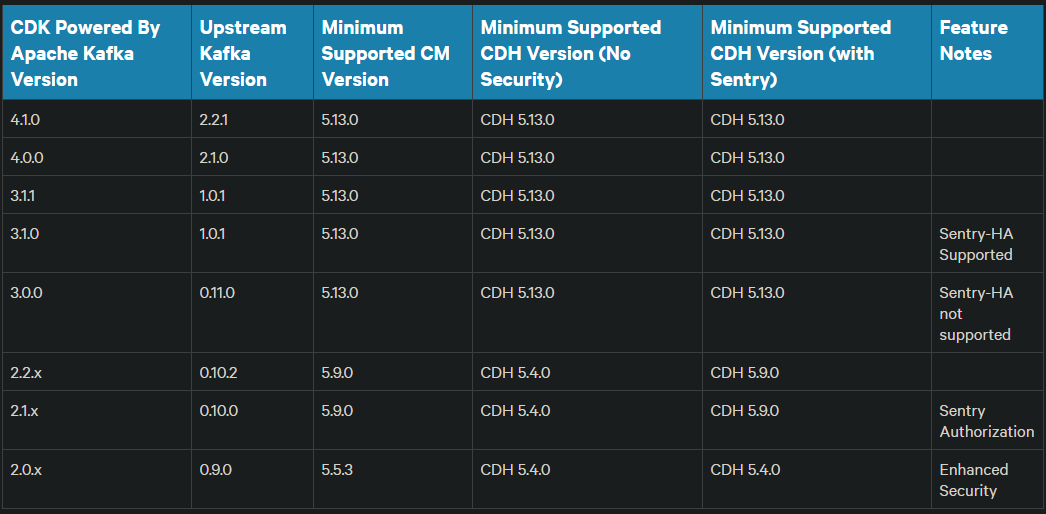 CDK Powered By Apache Kafka Version | Upstream Kafka Version | Minimum Supported CM Version | Minimum Supported CDH Version (No Security) | Minimum Supported CDH Version (with Sentry) | Feature Notes
4.1.0 | 2.2.1 | 5.13.0 | CDH 5.13.0 | CDH 5.13.0 |
4.0.0 | 2.1.0 | 5.13.0 | CDH 5.13.0 | CDH 5.13.0 |
3.1.1 | 1.0.1 | 5.13.0 | CDH 5.13.0 | CDH 5.13.0 |
3.1.0 | 1.0.1 | 5.13.0 | CDH 5.13.0 | CDH 5.13.0 | Sentry-HA Supported
3.0.0 | 0.11.0 | 5.13.0 | CDH 5.13.0 | CDH 5.13.0 | Sentry-HA not supported
2.2.x | 0.10.2 | 5.9.0 | CDH 5.4.0 | CDH 5.9.0 |
2.1.x | 0.10.0 | 5.9.0 | CDH 5.4.0 | CDH 5.9.0 | Sentry Authorization
2.0.x | 0.9.0 | 5.5.3 | CDH 5.4.0 | CDH 5.4.0 | Enhanced Security